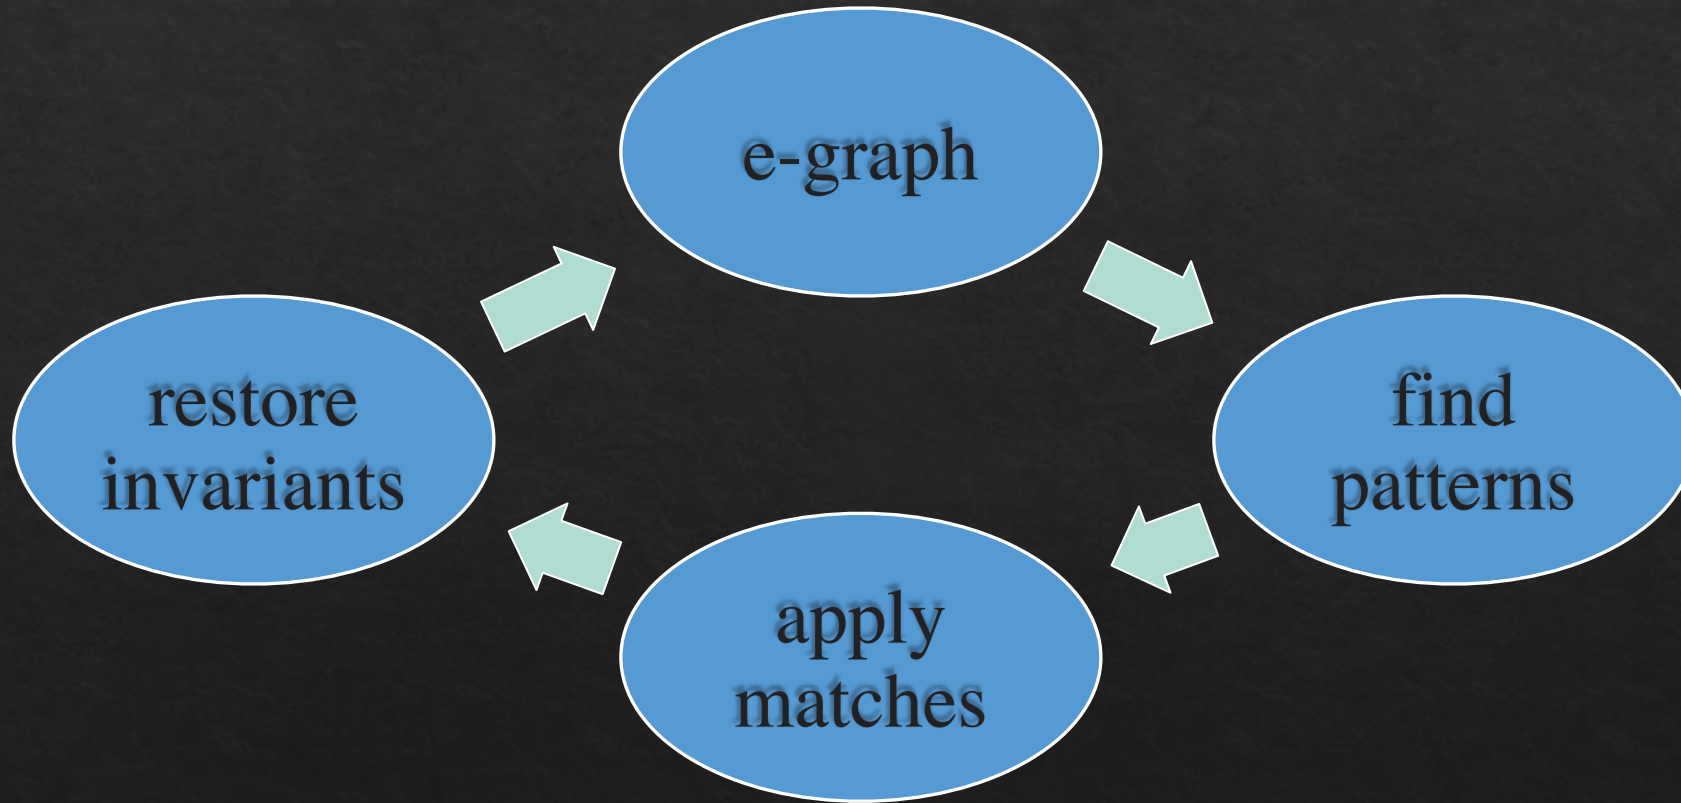 e-graph
find
patterns
apply
matches
restore
invariants